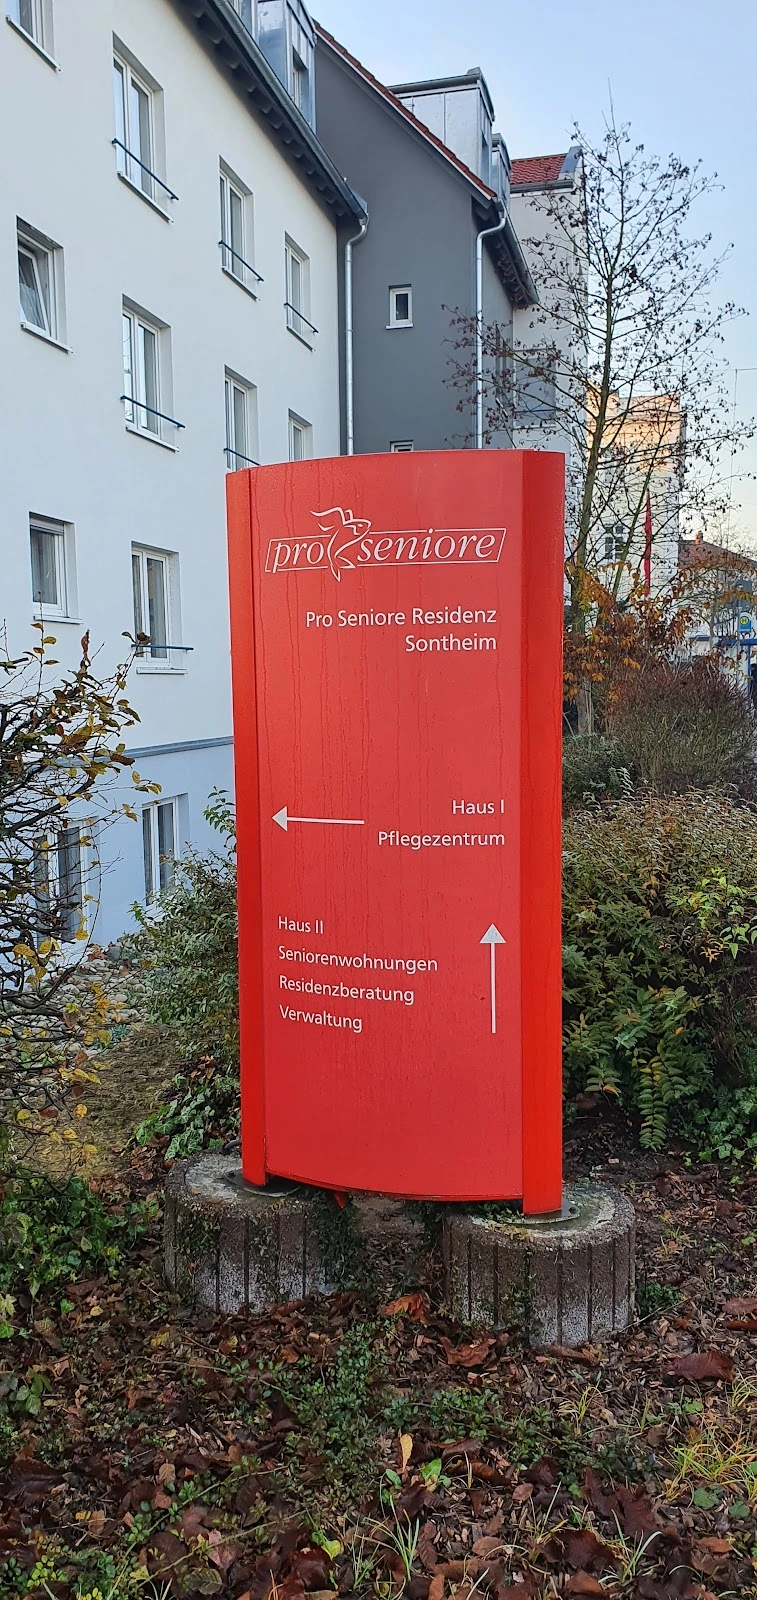 pro seniore
Pro Seniore Residenz
Sontheim
Haus I
Pflegezentrum
Haus II
Seniorenwohnungen
Residenzberatung
Verwaltung